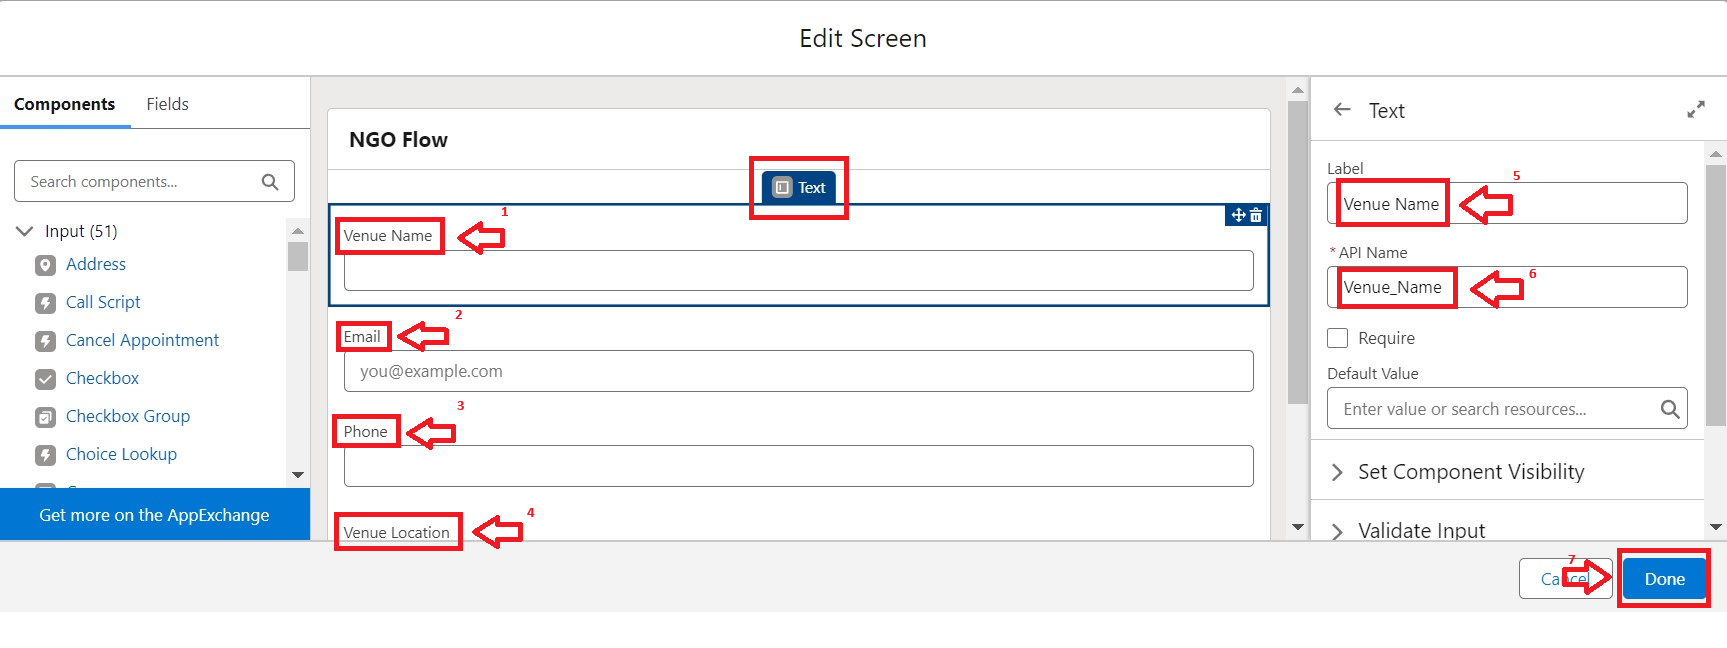 Edit Screen
Components
Fields
Search components...
Input (51)
Address
Call Script
Cancel Appointment
Checkbox
Checkbox Group
Choice Lookup
Get more on the AppExchange
NGO Flow
Text
Venue Name
1
Email
2
you@example.com
Phone
3
Venue Location
4
Text
Label
Venue Name
5
* API Name
Venue_Name
6
Require
Default Value
Enter value or search resources...
Set Component Visibility
Validate Input
Cancel
7
Done